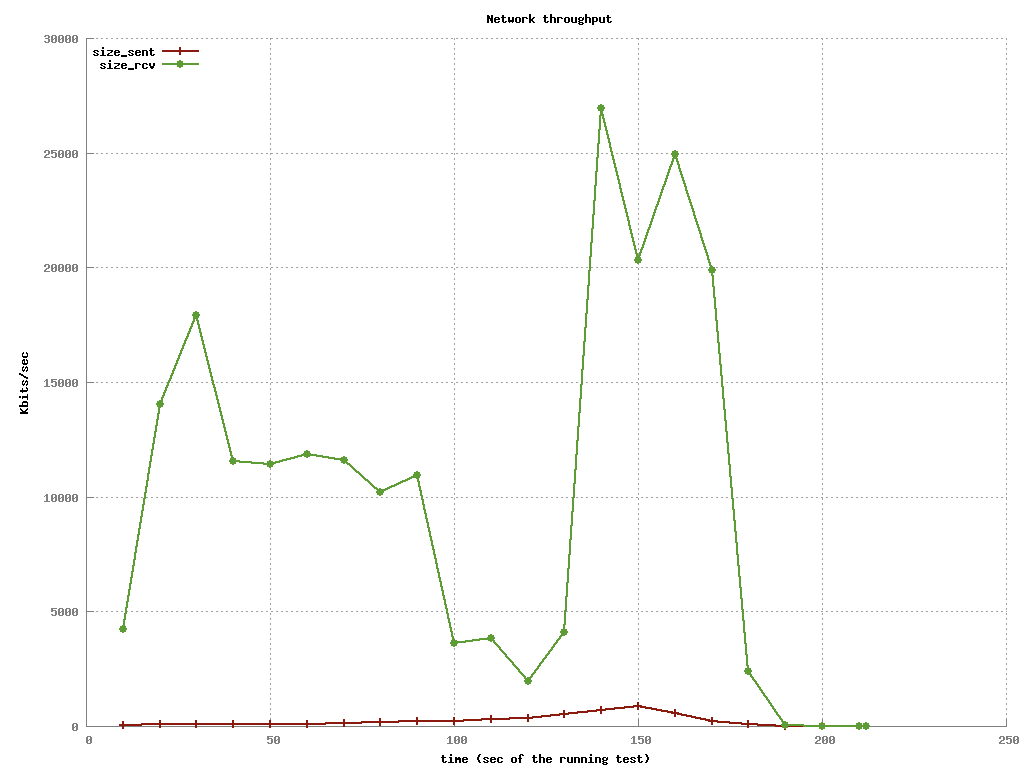 Network throughput
size_sent
size_rcv
30000
25000
20000
15000
10000
5000
0
Kbits/sec
0 50 100 150 200 250
time (sec of the running test)